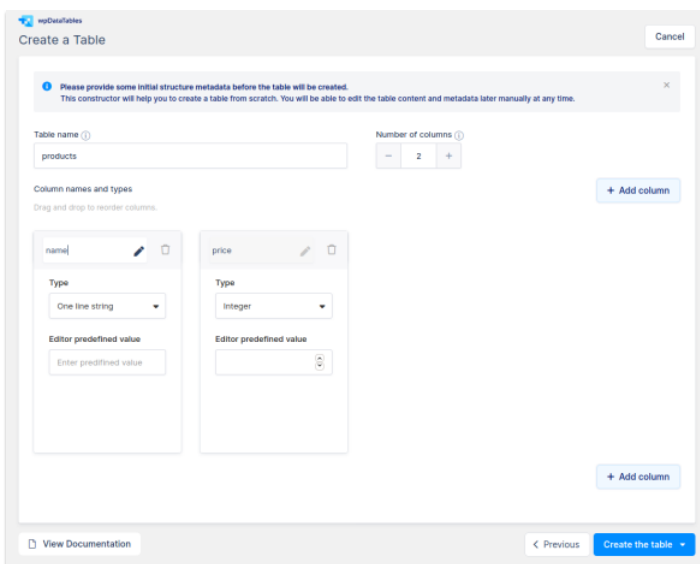 wpDataTables
Create a Table
Cancel
Please provide some initial structure metadata before the table will be created.
This constructor will help you to create a table from scratch. You will be able to edit the table content and metadata later manually at any time.
Table name
Number of columns
products
2
Column names and types
+ Add column
Drag and drop to reorder columns.
name
price
Type
Type
One line string
Integer
Editor predefined value
Editor predefined value
Enter predifined value
+ Add column
View Documentation
Previous
Create the table